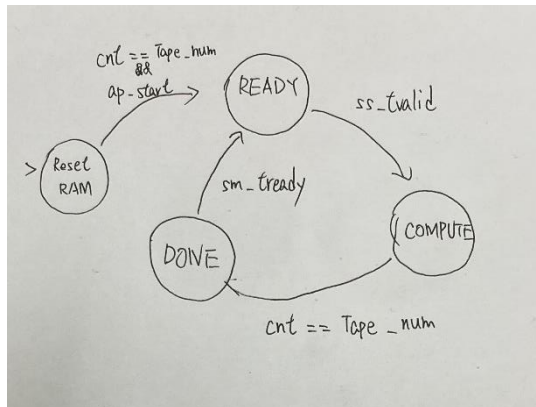 cnt == Tape_num
&&
ap_start
READY
ss_tvalid
Reset
RAM
sm_tready
COMPUTE
DONE
cnt == Tape_num